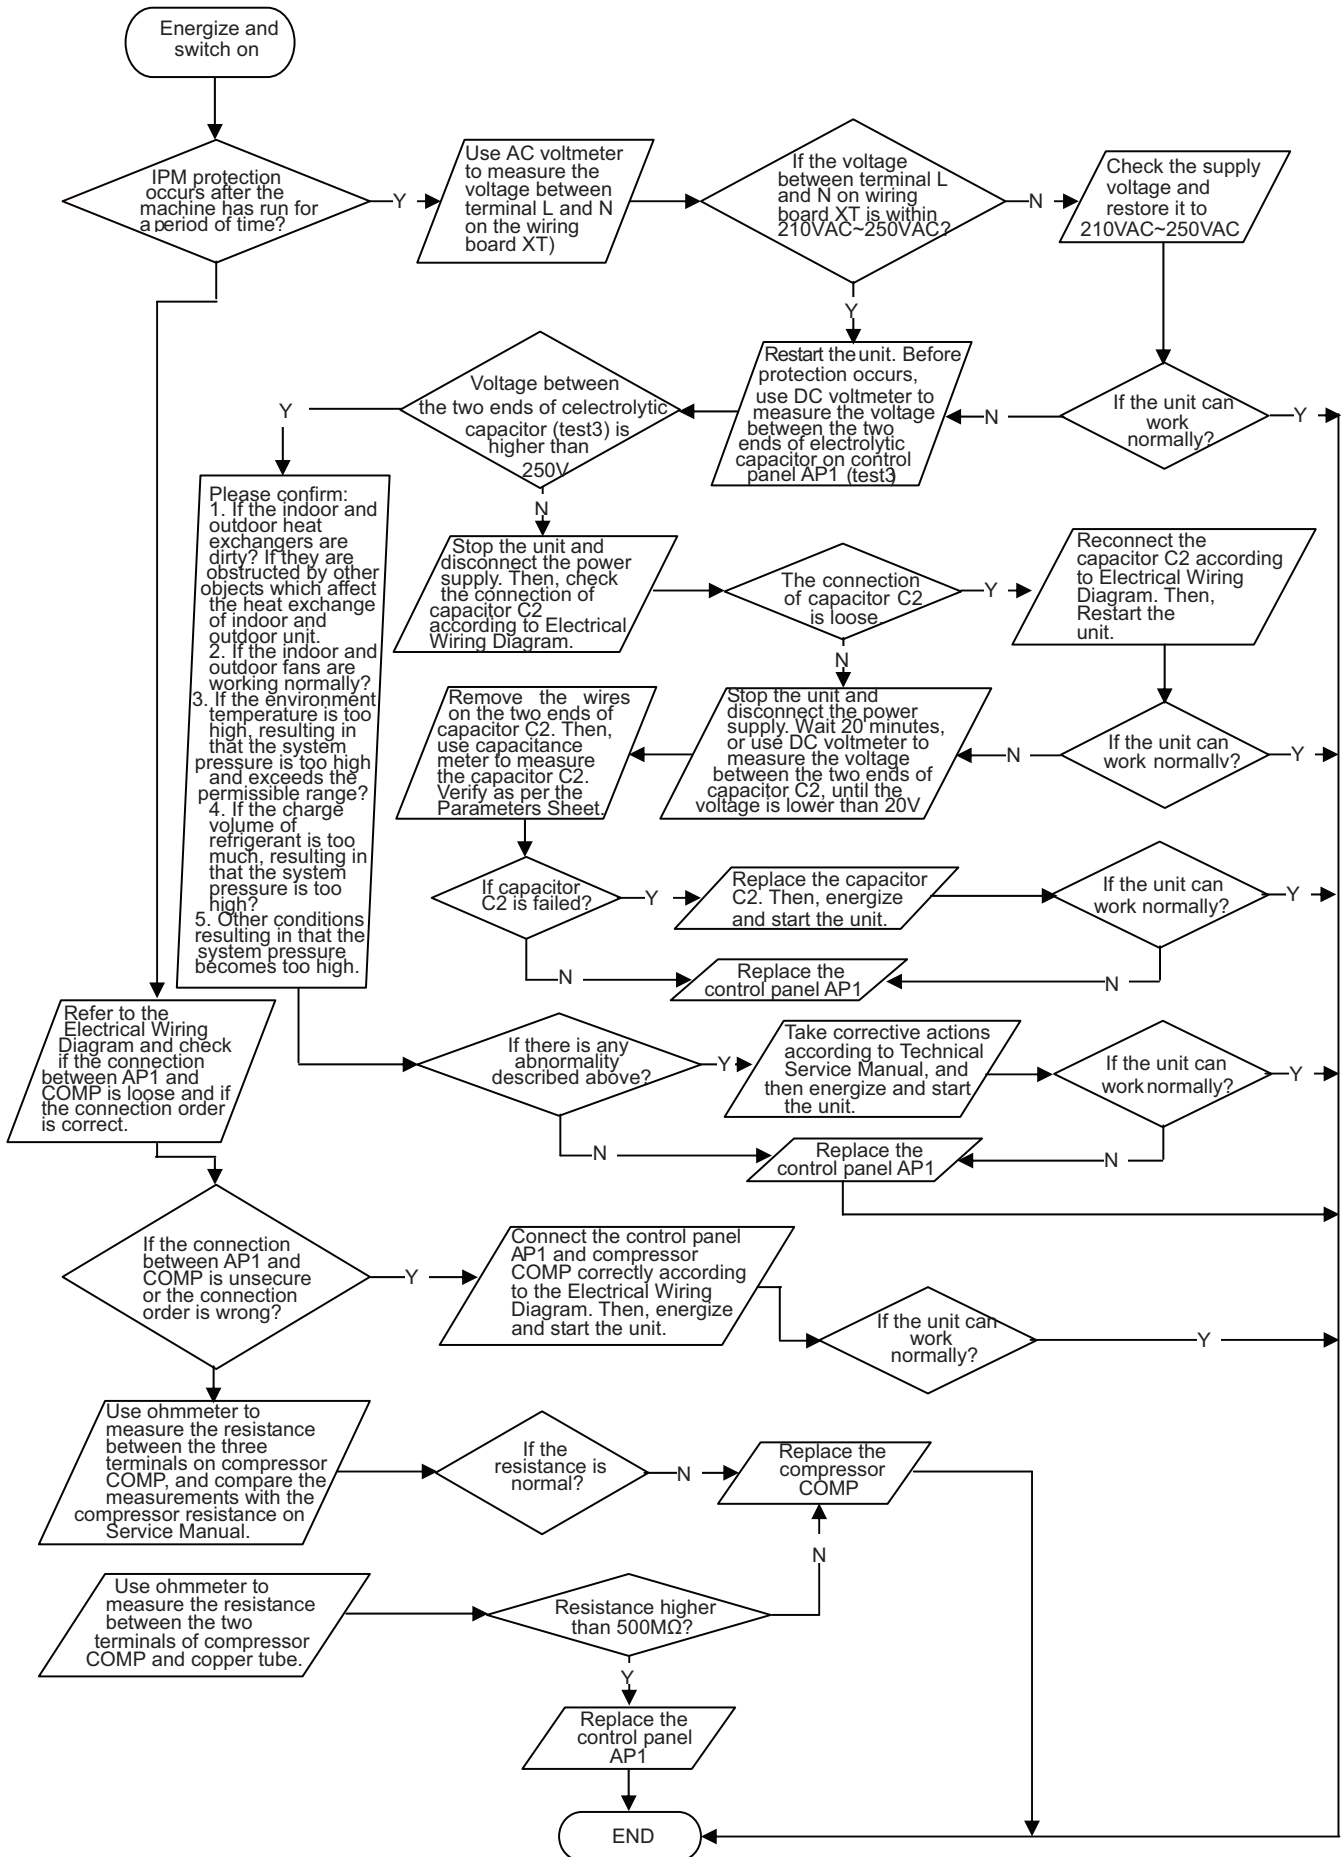 Energize and
switch on
IPM protection
occurs after the
machine has run for
a period of time?
Y
Use AC voltmeter
to measure the
voltage between
terminal L and N
on the wiring
board XT)
If the voltage
between terminal L
and N on wiring
board XT is within
210VAC~250VAC?
N
Check the supply
voltage and
restore it to
210VAC~250VAC
Y
If the unit can
work
normally?
Y
N
Restart the unit. Before
protection occurs,
use DC voltmeter to
measure the voltage
between the two
ends of electrolytic
capacitor on control
panel AP1 (test3
Voltage between
the two ends of celectrolytic
capacitor (test3) is
higher than
250V
Y
N
Please confirm:
1. If the indoor and
outdoor heat
exchangers are
dirty? If they are
obstructed by other
objects which affect
the heat exchange
of indoor and
outdoor unit.
2. If the indoor and
outdoor fans are
working normally?
3. If the environment
temperature is too
high, resulting in
that the system
pressure is too high
and exceeds the
permissible range?
4. If the charge
volume of
refrigerant is too
much, resulting in
that the system
pressure is too
high?
5. Other conditions
resulting in that the
system pressure
becomes too high.
Stop the unit and
disconnect the power
supply. Then, check
the connection of
capacitor C2
according to Electrical
Wiring Diagram.
The connection
of capacitor C2
is loose
Y
Reconnect the
capacitor C2 according
to Electrical Wiring
Diagram. Then,
Restart the
unit.
N
If the unit can
work normally?
Y
N
Stop the unit and
disconnect the power
supply. Wait 20 minutes,
or use DC voltmeter to
measure the voltage
between the two ends of
capacitor C2, until the
voltage is lower than 20V
Remove the wires
on the two ends of
capacitor C2. Then,
use capacitance
meter to measure
the capacitor C2.
Verify as per the
Parameters Sheet.
If capacitor
C2 is failed?
Y
Replace the capacitor
C2. Then, energize
and start the unit.
If the unit can
work normally?
Y
N
Replace the
control panel AP1
N
Refer to the
Electrical Wiring
Diagram and check
if the connection
between AP1 and
COMP is loose and if
the connection order
is correct.
If there is any
abnormality
described above?
Y
Take corrective actions
according to Technical
Service Manual, and
then energize and start
the unit.
If the unit can
work normally?
Y
N
Replace the
control panel AP1
N
If the connection
between AP1 and
COMP is unsecure
or the connection
order is wrong?
Y
Connect the control panel
AP1 and compressor
COMP correctly according
to the Electrical Wiring
Diagram. Then, energize
and start the unit.
If the unit can
work
normally?
Y
Use ohmmeter to
measure the resistance
between the three
terminals on compressor
COMP, and compare the
measurements with the
compressor resistance on
Service Manual.
If the
resistance is
normal?
N
Replace the
compressor
COMP
N
Use ohmmeter to
measure the resistance
between the two
terminals of compressor
COMP and copper tube.
Resistance higher
than 500MΩ?
Y
Replace the
control panel
AP1
END